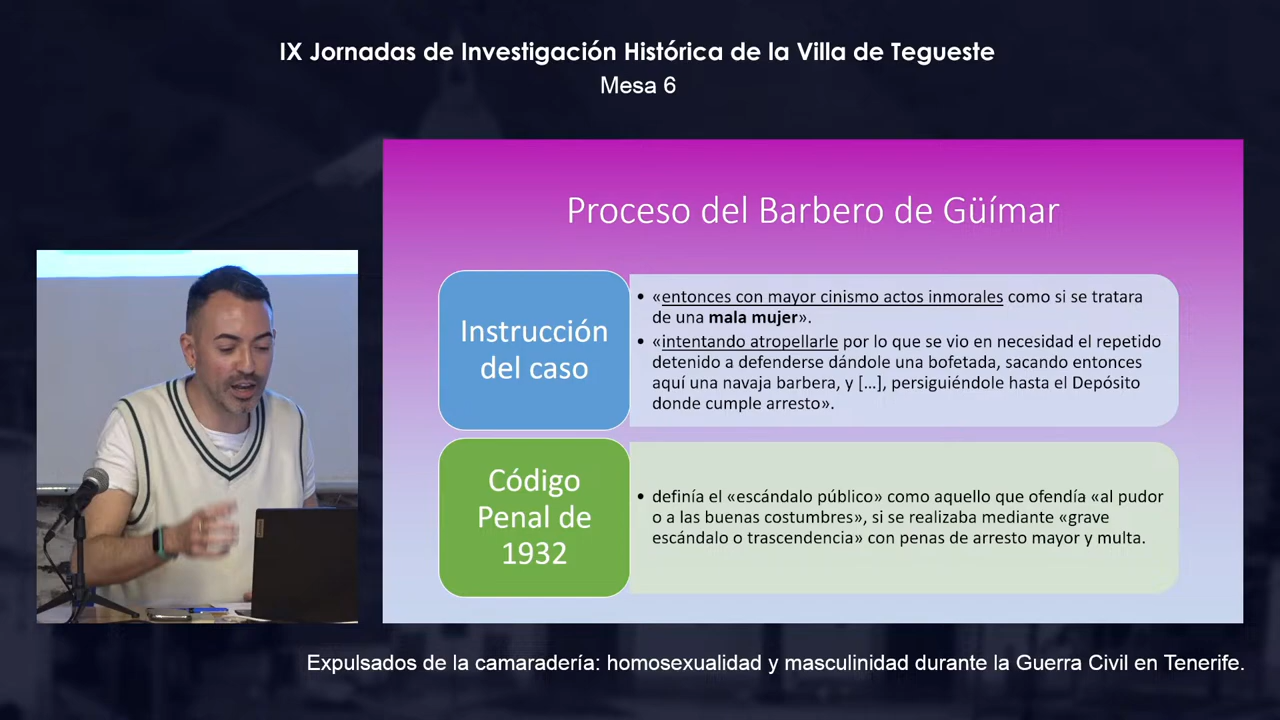 IX Jornadas de Investigación Histórica de la Villa de Tegueste
Mesa 6
Proceso del Barbero de Güímar
Instrucción
del caso
• «entonces con mayor cinismo actos inmorales como si se tratara
de una mala mujer».
• «intentando atropellarle por lo que se vio en necesidad el repetido
detenido a defenderse dándole una bofetada, sacando entonces
aquí una navaja barbera, y […], persiguiéndole hasta el Depósito
donde cumple arresto».
Código
Penal de
1932
• definía el «escándalo público» como aquello que ofendía «al pudor
o a las buenas costumbres», si se realizaba mediante «grave
escándalo o trascendencia» con penas de arresto mayor y multa.
Expulsados de la camaradería: homosexualidad y masculinidad durante la Guerra Civil en Tenerife.